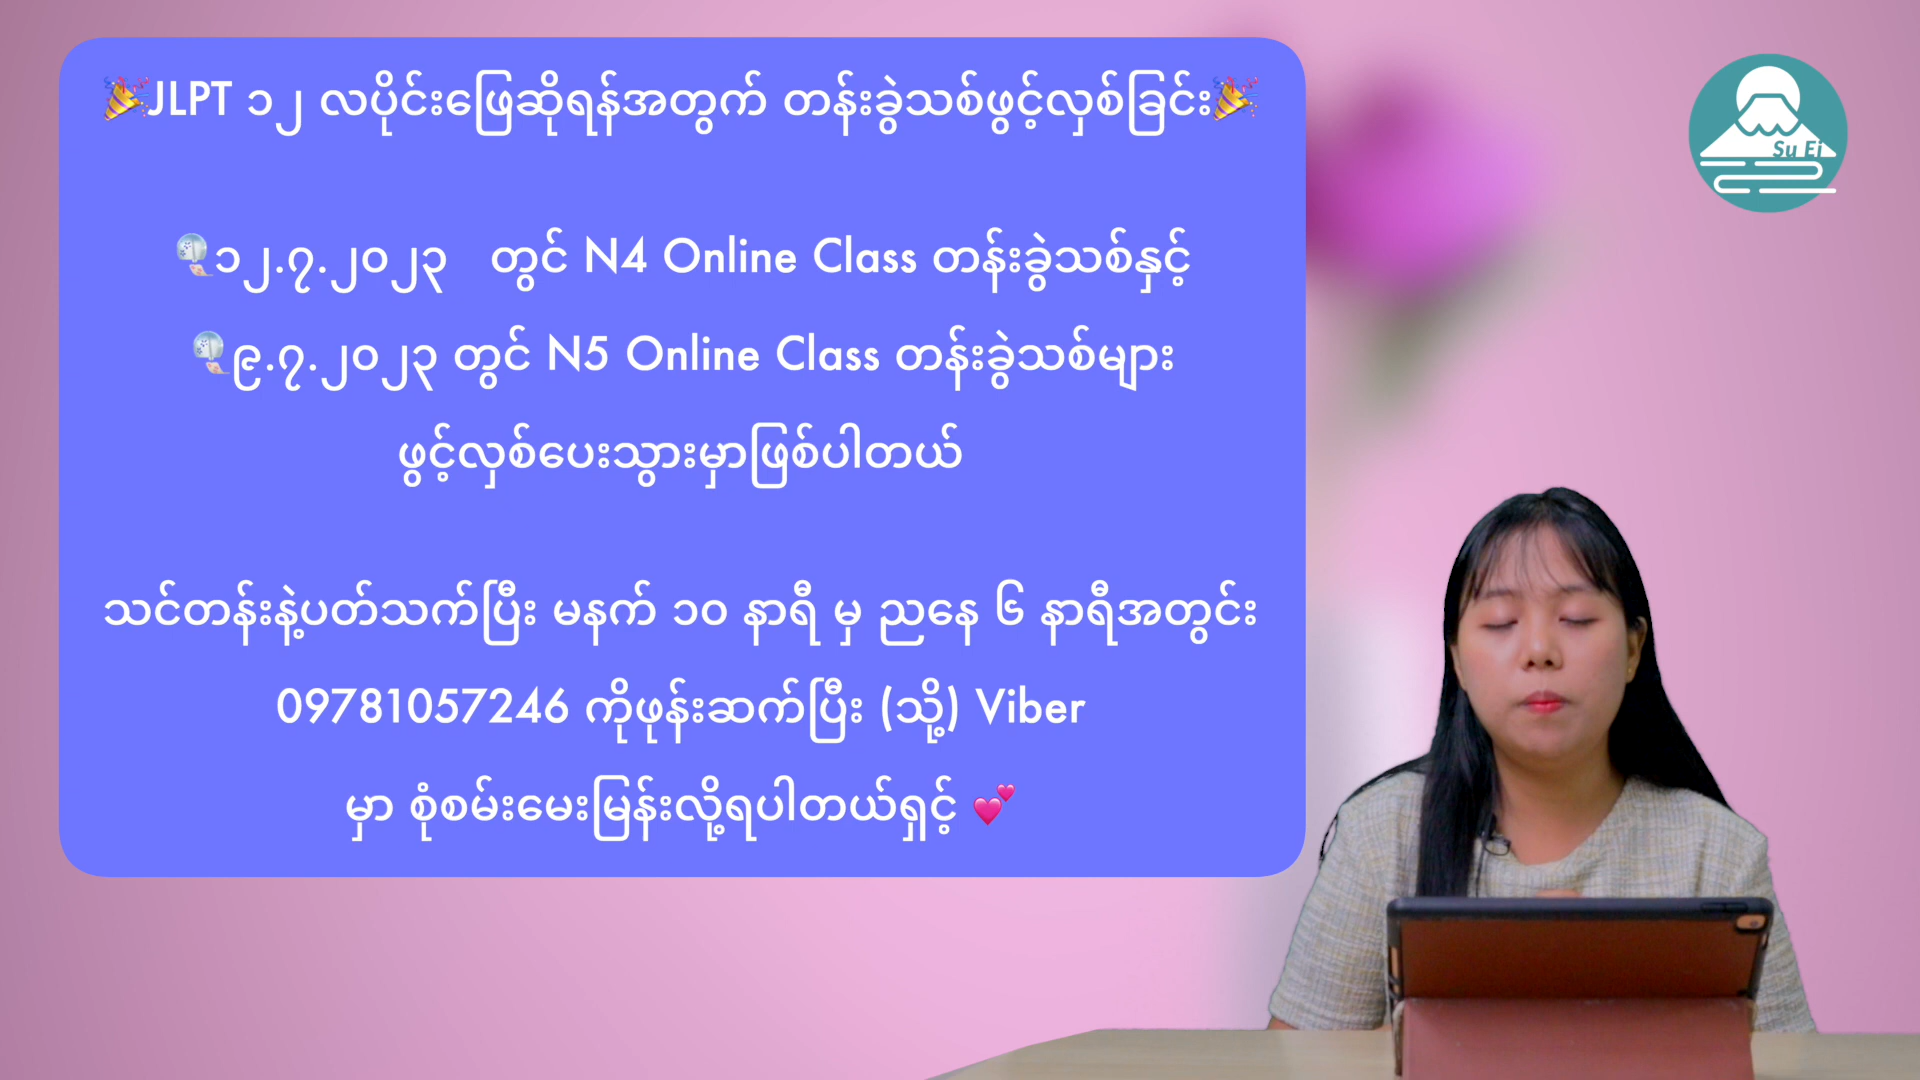 🎉JLPT ၁၂ လပိုင်းဖြေဆိုရန်အတွက် တန်းခွဲသစ်ဖွင့်လှစ်ခြင်း🎉
🎐၁၂.၇.၂၀၂၃ တွင် N4 Online Class တန်းခွဲသစ်နှင့်
🎐၉.၇.၂၀၂၃ တွင် N5 Online Class တန်းခွဲသစ်များ
ဖွင့်လှစ်ပေးသွားမှာဖြစ်ပါတယ်
သင်တန်းနဲ့ပတ်သက်ပြီး မနက် ၁၀ နာရီ မှ ညနေ ၆ နာရီအတွင်း
09781057246 ကိုဖုန်းဆက်ပြီး (သို့) Viber
မှာ စုံစမ်းမေးမြန်းလို့ရပါတယ်ရှင့် 💕
Su Ei